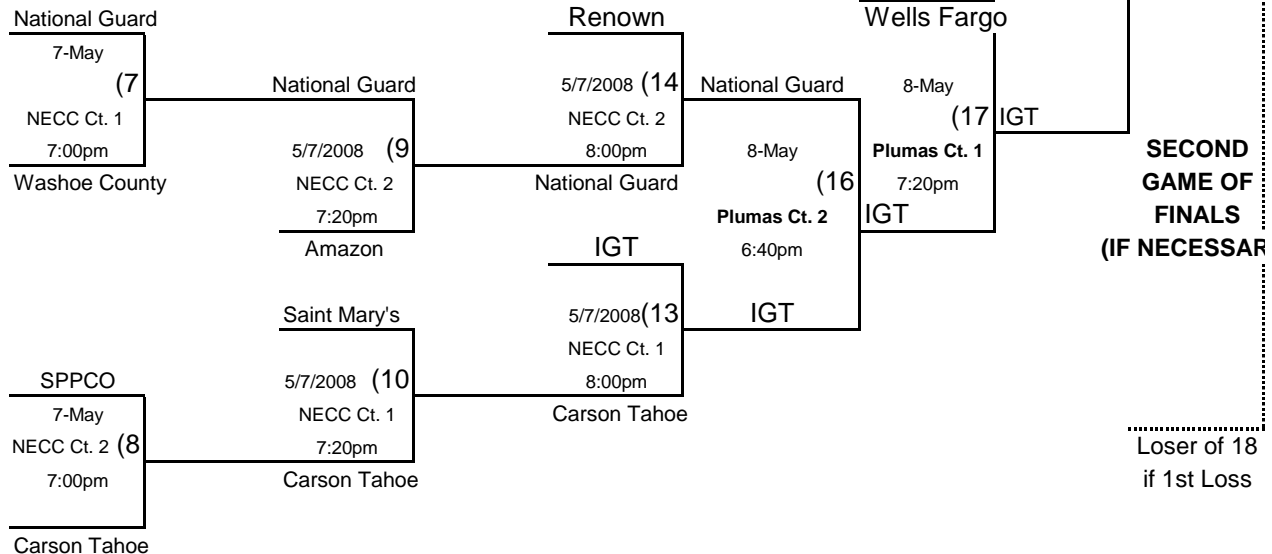 National Guard
7-May
(7
NECC Ct. 1
7:00pm
Washoe County
National Guard
5/7/2008 (9
NECC Ct. 2
7:20pm
Amazon
Renown
5/7/2008 (14
NECC Ct. 2
8:00pm
National Guard
National Guard
8-May
(16
Plumas Ct. 2
6:40pm
IGT
Wells Fargo
8-May
(17
Plumas Ct. 1
7:20pm
IGT
IGT
SECOND
GAME OF
FINALS
(IF NECESSAR
IGT
5/7/2008 (13
NECC Ct. 1
8:00pm
Carson Tahoe
Saint Mary's
5/7/2008 (10
NECC Ct. 1
7:20pm
Carson Tahoe
SPPCO
7-May
NECC Ct. 2 (8
7:00pm
Carson Tahoe
Loser of 18
if 1st Loss